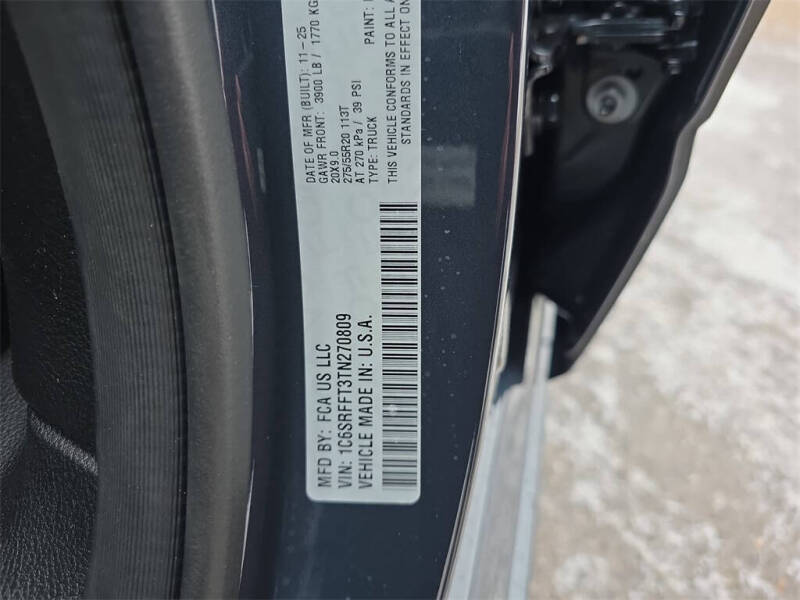 MFD BY: FCA US LLC
VIN: 1C6SRFFT3TN270809
VEHICLE MADE IN: U.S.A.
DATE OF MFR (BUILT): 11-25
GAWR FRONT: 3900 LB / 1770 KG
20X9.0
275/55R20 113T
AT 270 kPa / 39 PSI
TYPE: TRUCK PAINT:
THIS VEHICLE CONFORMS TO ALL A
STANDARDS IN EFFECT ON